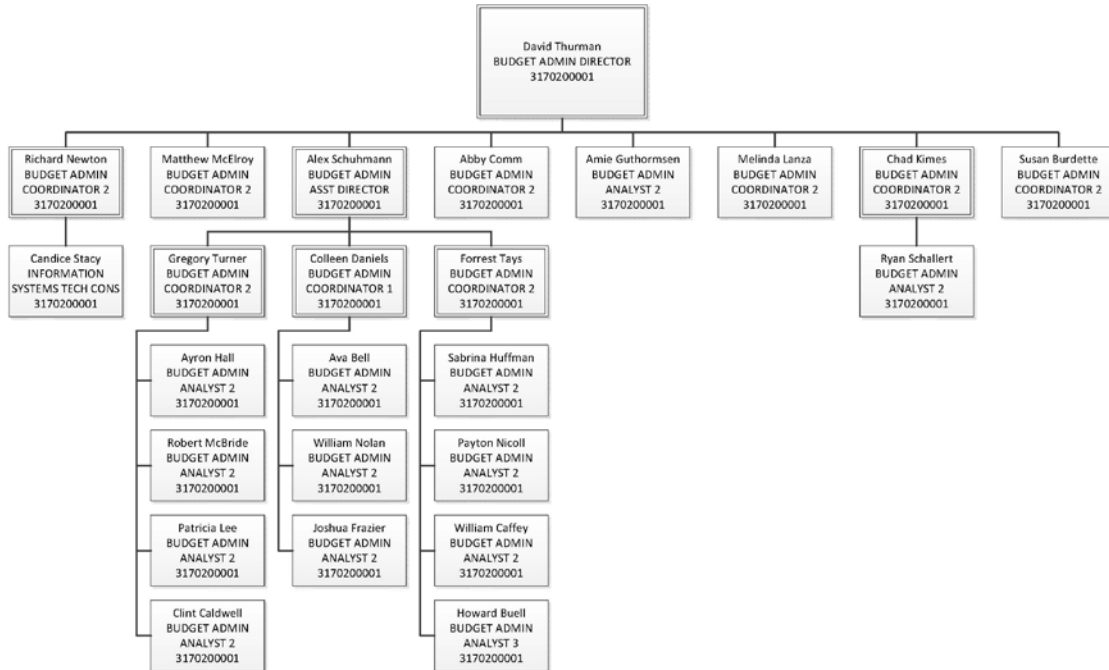 David Thurman
BUDGET ADMIN DIRECTOR
3170200001
Richard Newton
BUDGET ADMIN
COORDINATOR 2
3170200001
Matthew McElroy
BUDGET ADMIN
COORDINATOR 2
3170200001
Alex Schuhmann
BUDGET ADMIN
ASST DIRECTOR
3170200001
Abby Comm
BUDGET ADMIN
COORDINATOR 2
3170200001
Amie Guthormsen
BUDGET ADMIN
ANALYST 2
3170200001
Melinda Lanza
BUDGET ADMIN
COORDINATOR 2
3170200001
Chad Kimes
BUDGET ADMIN
COORDINATOR 2
3170200001
Susan Burdette
BUDGET ADMIN
COORDINATOR 2
3170200001
Candice Stacy
INFORMATION
SYSTEMS TECH CONS
3170200001
Gregory Turner
BUDGET ADMIN
COORDINATOR 2
3170200001
Colleen Daniels
BUDGET ADMIN
COORDINATOR 1
3170200001
Forrest Tays
BUDGET ADMIN
COORDINATOR 2
3170200001
Ryan Schallert
BUDGET ADMIN
ANALYST 2
3170200001
Ayron Hall
BUDGET ADMIN
ANALYST 2
3170200001
Ava Bell
BUDGET ADMIN
ANALYST 2
3170200001
Sabrina Huffman
BUDGET ADMIN
ANALYST 2
3170200001
Robert McBride
BUDGET ADMIN
ANALYST 2
3170200001
William Nolan
BUDGET ADMIN
ANALYST 2
3170200001
Payton Nicoll
BUDGET ADMIN
ANALYST 2
3170200001
Patricia Lee
BUDGET ADMIN
ANALYST 2
3170200001
Joshua Frazier
BUDGET ADMIN
ANALYST 2
3170200001
William Caffey
BUDGET ADMIN
ANALYST 2
3170200001
Clint Caldwell
BUDGET ADMIN
ANALYST 2
3170200001
Howard Buell
BUDGET ADMIN
ANALYST 3
3170200001